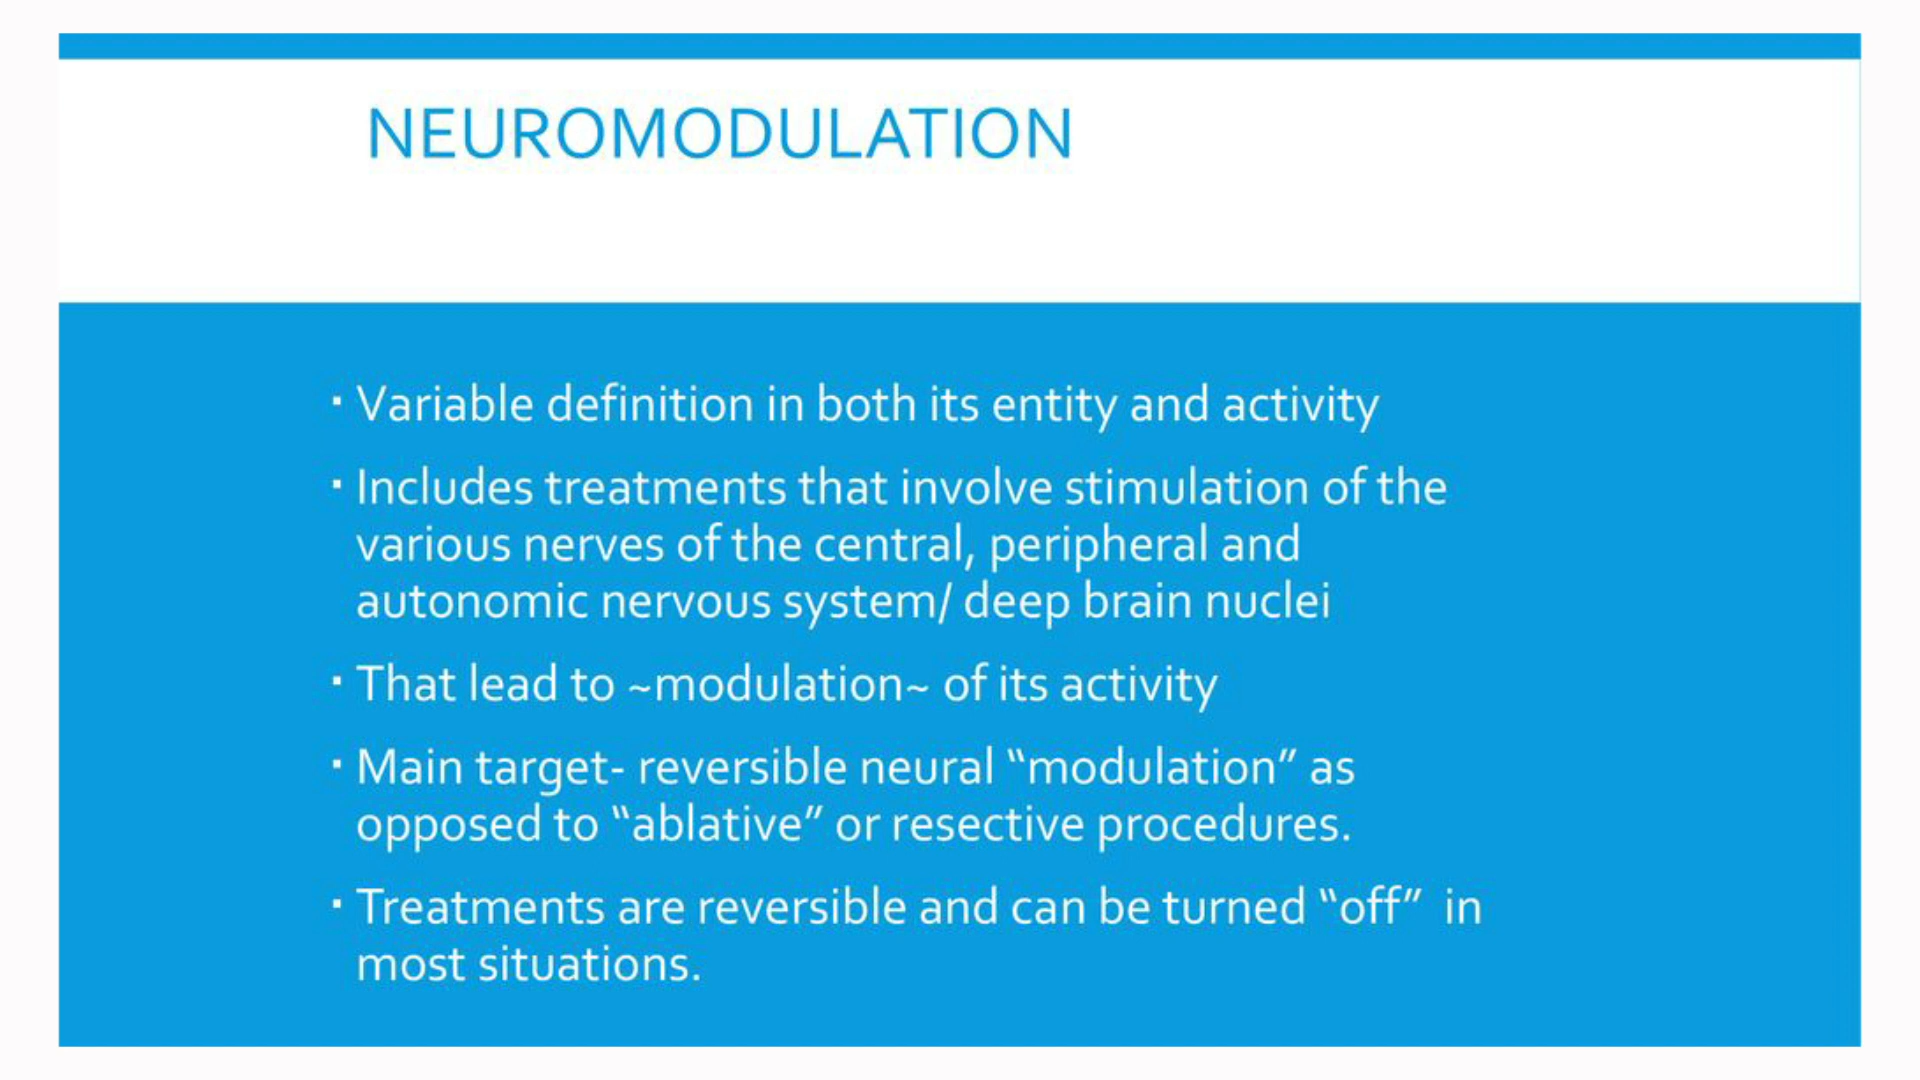 NEUROMODULATION
▪ Variable definition in both its entity and activity
▪ Includes treatments that involve stimulation of the
various nerves of the central, peripheral and
autonomic nervous system/ deep brain nuclei
▪ That lead to ~modulation~ of its activity
▪ Main target- reversible neural “modulation” as
opposed to “ablative” or resective procedures.
▪ Treatments are reversible and can be turned “off”  in
most situations.